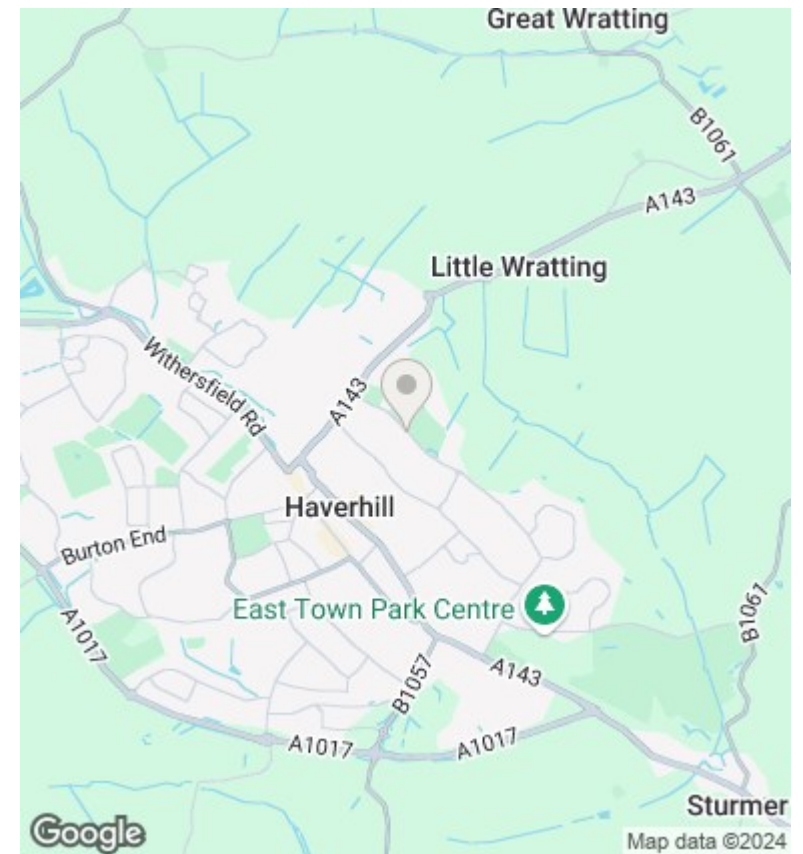 Great Wratting
B1061
A143
Little Wratting
Withersfield Rd
A143
Haverhill
Burton End
East Town Park Centre
B1061
A1017
B1057
A143
A1017
A1017
Sturmer
Google
Map data ©2024